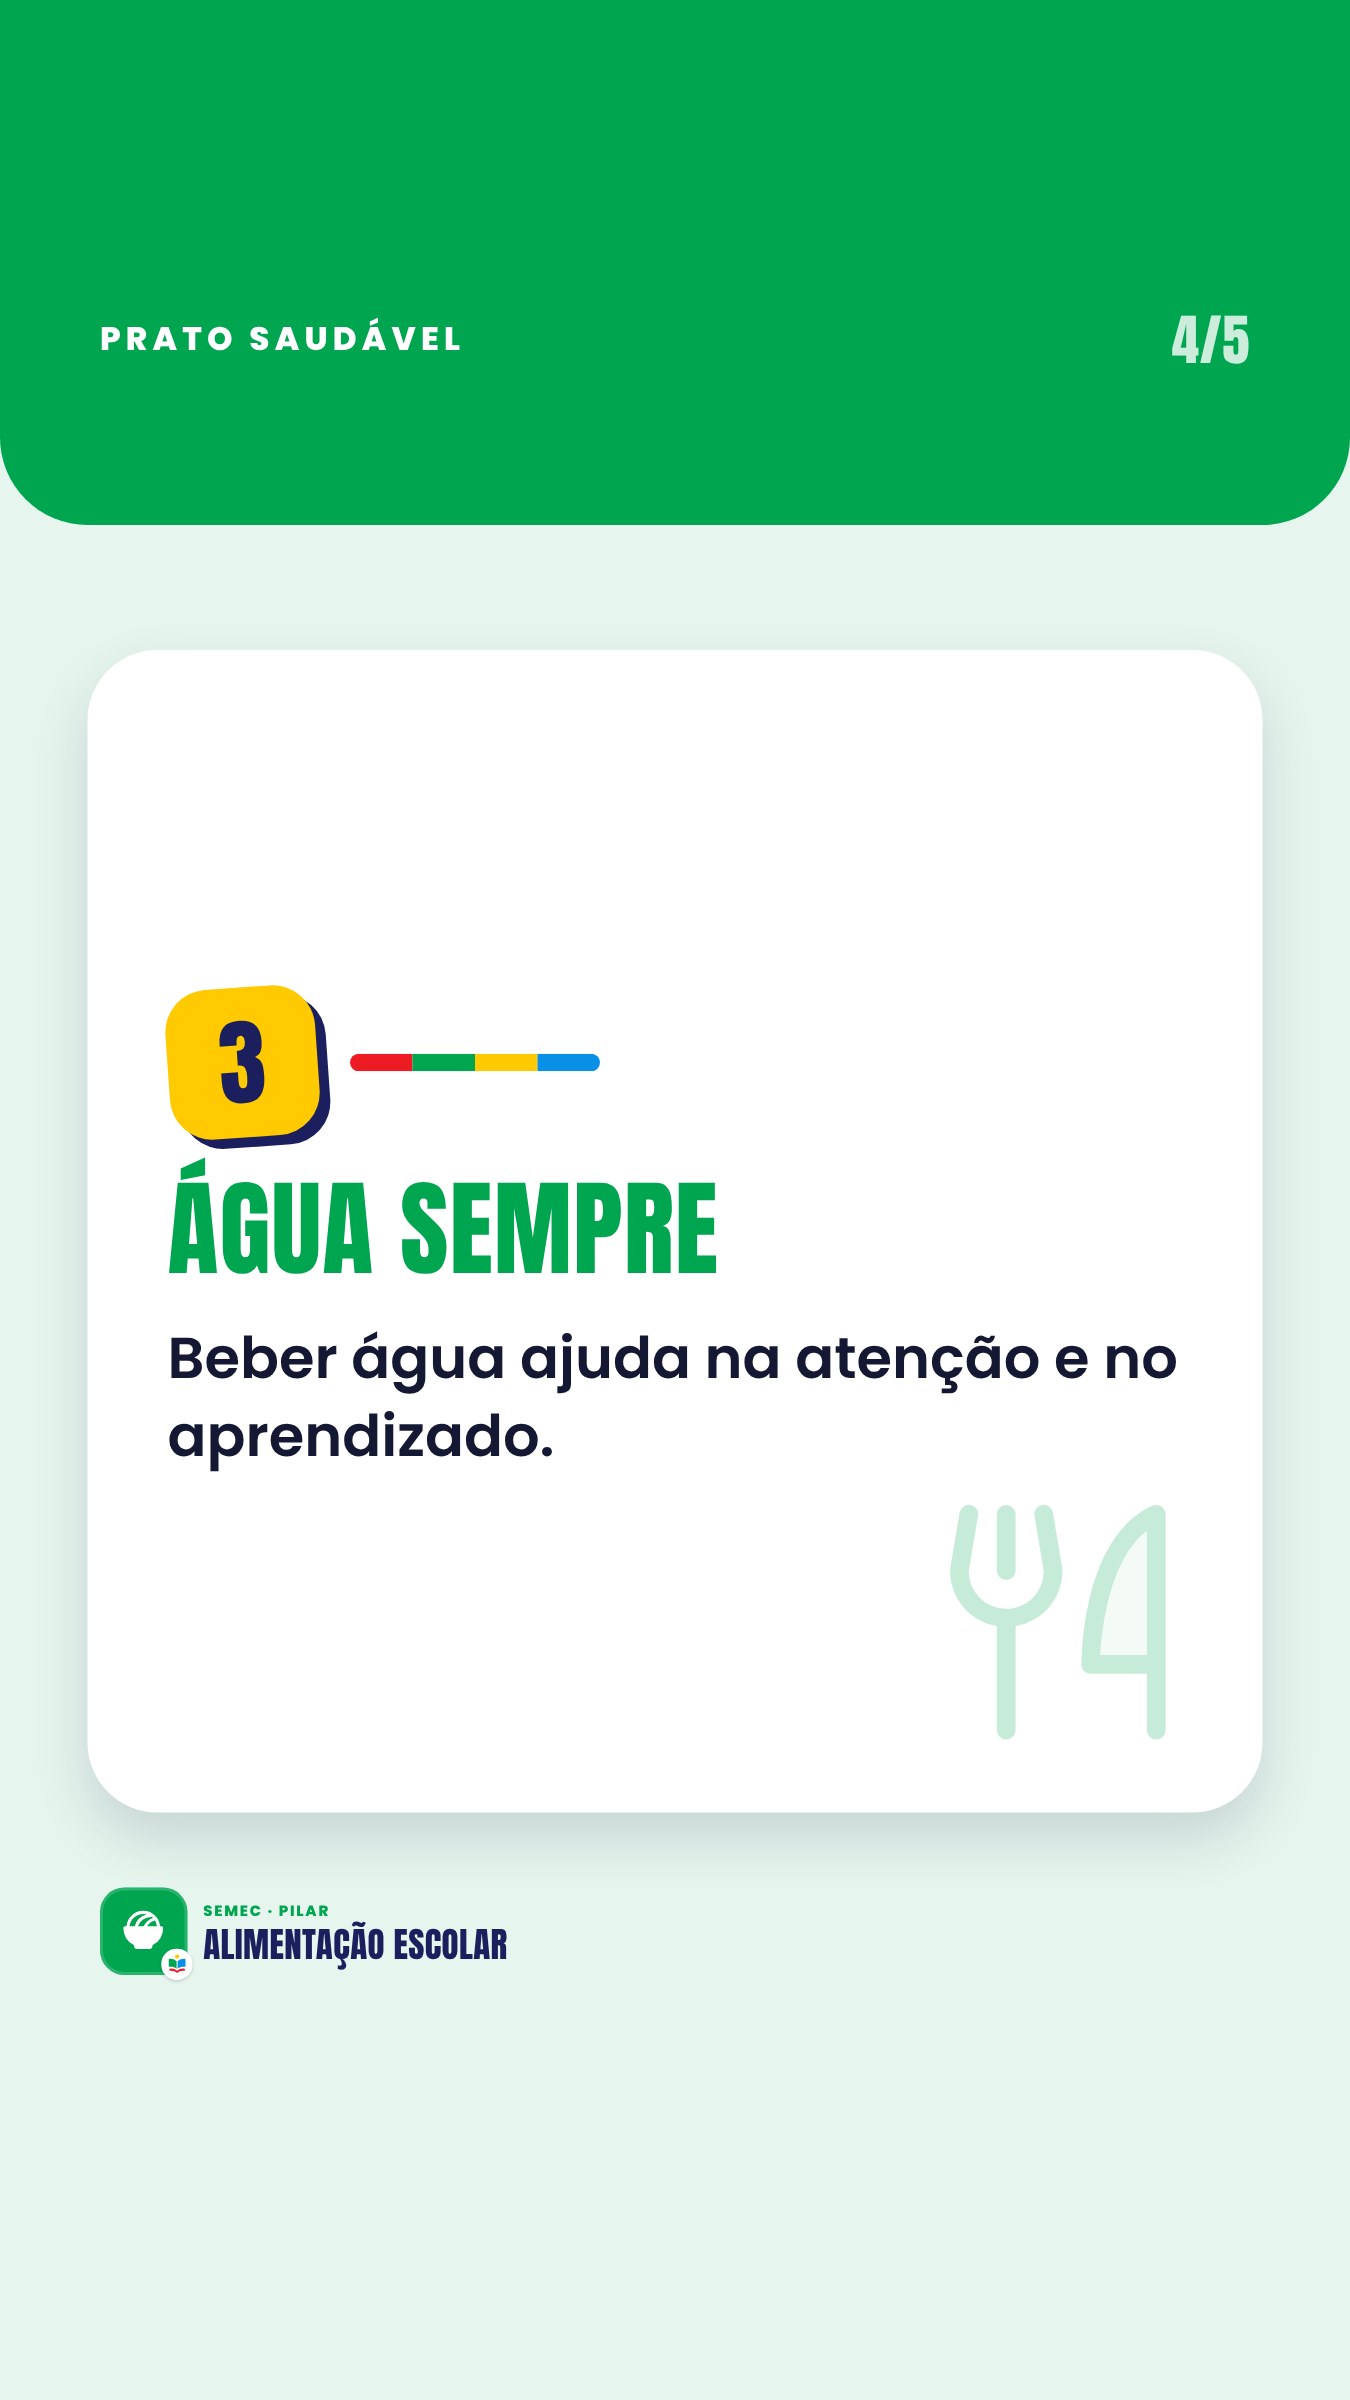 PRATO SAUDÁVEL
4/5
3
ÁGUA SEMPRE
Beber água ajuda na atenção e no
aprendizado.
SEMEC · PILAR
ALIMENTAÇÃO ESCOLAR